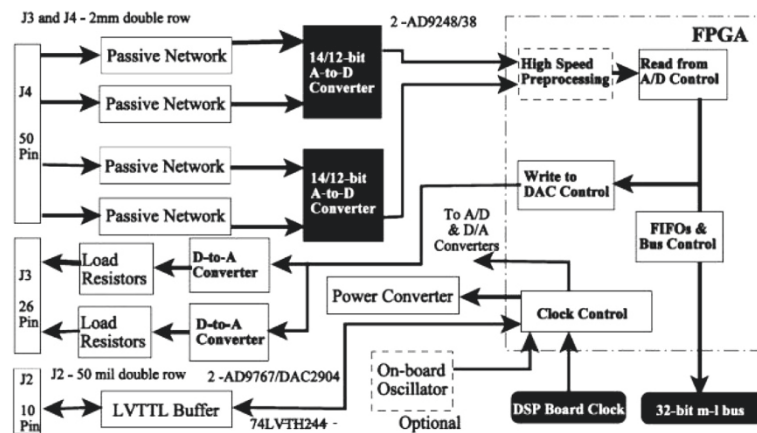 J3 and J4 - 2mm double row
2 -AD9248/38
FPGA
J4
50
Pin
Passive Network
Passive Network
Passive Network
Passive Network
14/12-bit
A-to-D
Converter
14/12-bit
A-to-D
Converter
High Speed
Preprocessing
Read from
A/D Control
Write to
DAC Control
FIFOs &
Bus Control
To A/D
& D/A
Converters
J3
26
Pin
Load
Resistors
D-to-A
Converter
Load
Resistors
D-to-A
Converter
Power Converter
Clock Control
J2 - 50 mil double row
2 -AD9767/DAC2904
J2
10
Pin
LVTTL Buffer
74LVTH244 -
On-board
Oscillator
Optional
DSP Board Clock
32-bit m-l bus